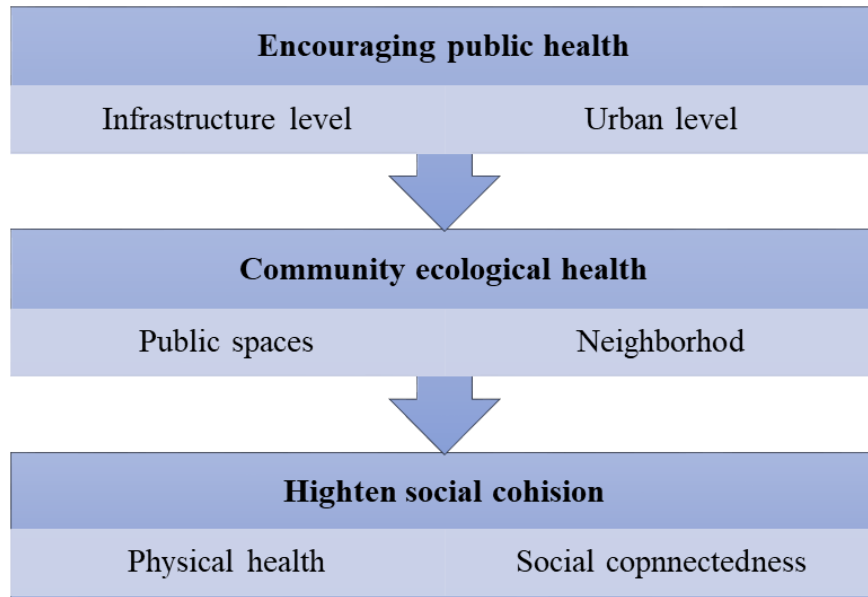 Encouraging public health
Infrastructure level
Urban level
Community ecological health
Public spaces
Neighborhod
Highten social cohision
Physical health
Social copnnectedness